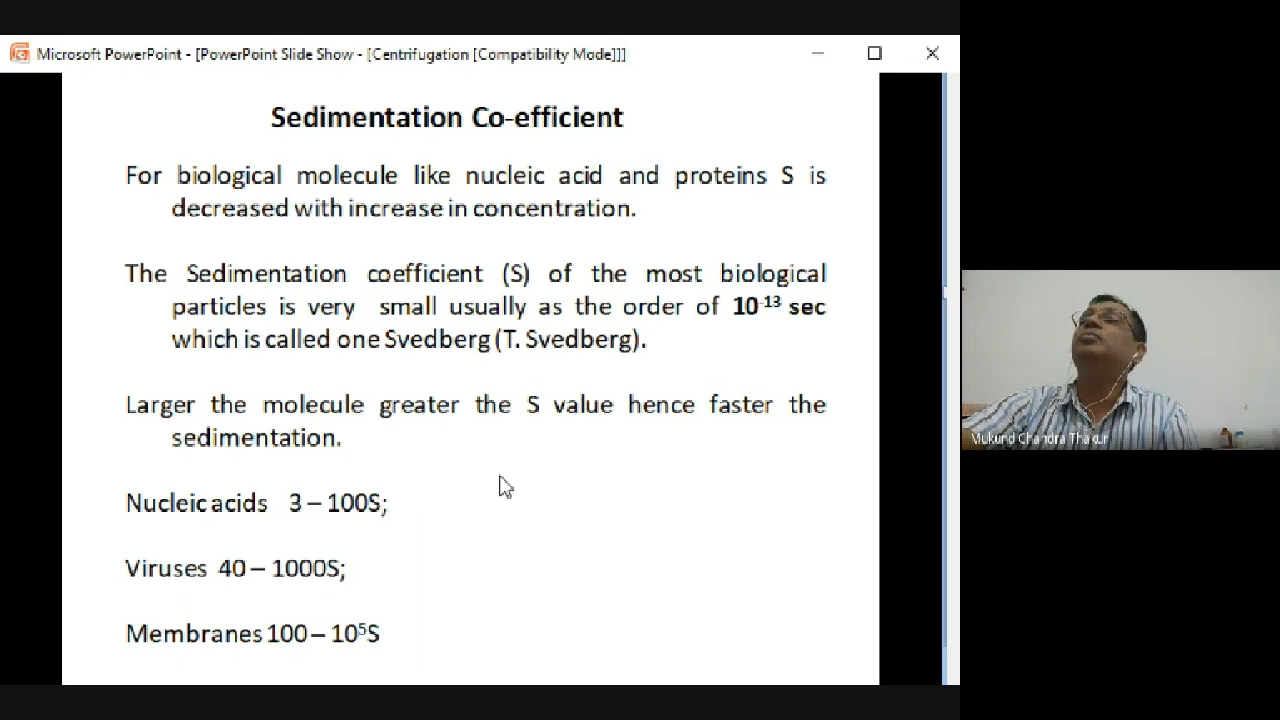 Microsoft PowerPoint - [PowerPoint Slide Show - [Centrifugation [Compatibility Mode]]]
Sedimentation Co-efficient
For biological molecule like nucleic acid and proteins S is
decreased with increase in concentration.
The Sedimentation coefficient (S) of the most biological
particles is very small usually as the order of 10⁻¹³ sec
which is called one Svedberg (T. Svedberg).
Larger the molecule greater the S value hence faster the
sedimentation.
Nucleic acids 3 – 100S;
Viruses 40 – 1000S;
Membranes 100 – 10⁵S
Mukund Chandra Thakur